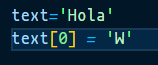 text='Hola'
text[0] = 'W'